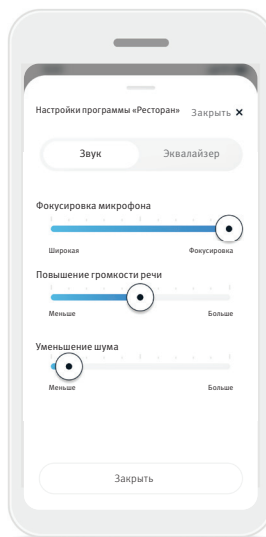 Настройки программы «Ресторан» Закрыть ×
Звук Эквалайзер
Фокусировка микрофона
Широкая Фокусировка
Повышение громкости речи
Меньше Больше
Уменьшение шума
Меньше Больше
Закрыть